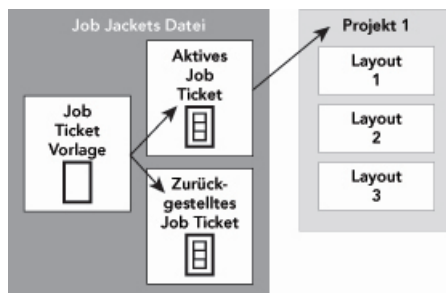 Job Jackets Datei
Aktives
Job
Ticket
Job
Ticket
Vorlage
Zurück-
gestelltes
Job Ticket
Projekt 1
Layout
1
Layout
2
Layout
3